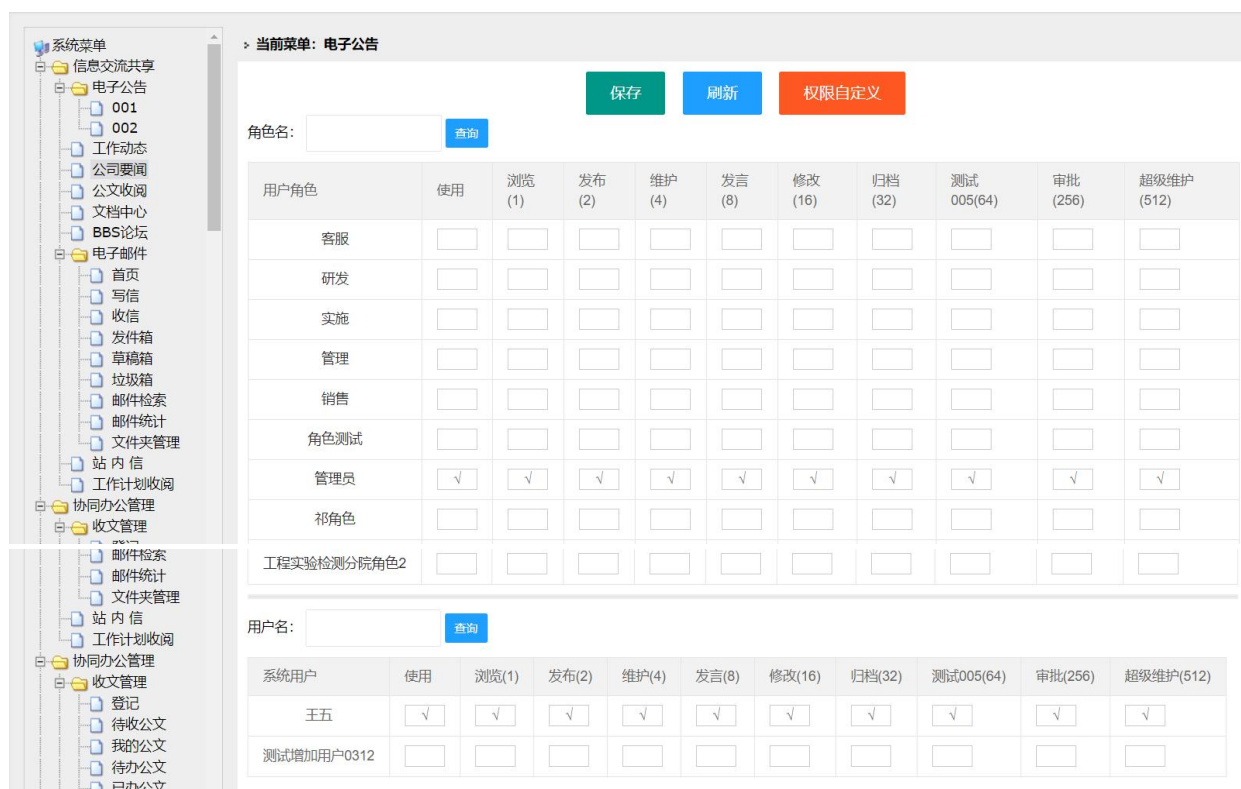 系统菜单
信息交流共享
电子公告
001
002
工作动态
公司要闻
公文收阅
文档中心
BBS论坛
电子邮件
首页
写信
收信
发件箱
草稿箱
垃圾箱
邮件检索
邮件统计
文件夹管理
站 内 信
工作计划收阅
协同办公管理
收文管理
邮件检索
邮件统计
文件夹管理
站 内 信
工作计划收阅
协同办公管理
收文管理
登记
待收公文
我的公文
待办公文
已办公文
当前菜单：电子公告
保存 刷新 权限自定义
角色名： 查询
用户角色 使用 浏览(1) 发布(2) 维护(4) 发言(8) 修改(16) 归档(32) 测试005(64) 审批(256) 超级维护(512)
客服
研发
实施
管理
销售
角色测试
管理员 √ √ √ √ √ √ √ √ √ √
祁角色
工程实验检测分院角色2
用户名： 查询
系统用户 使用 浏览(1) 发布(2) 维护(4) 发言(8) 修改(16) 归档(32) 测试005(64) 审批(256) 超级维护(512)
王五 √ √ √ √ √ √ √ √ √ √
测试增加用户0312